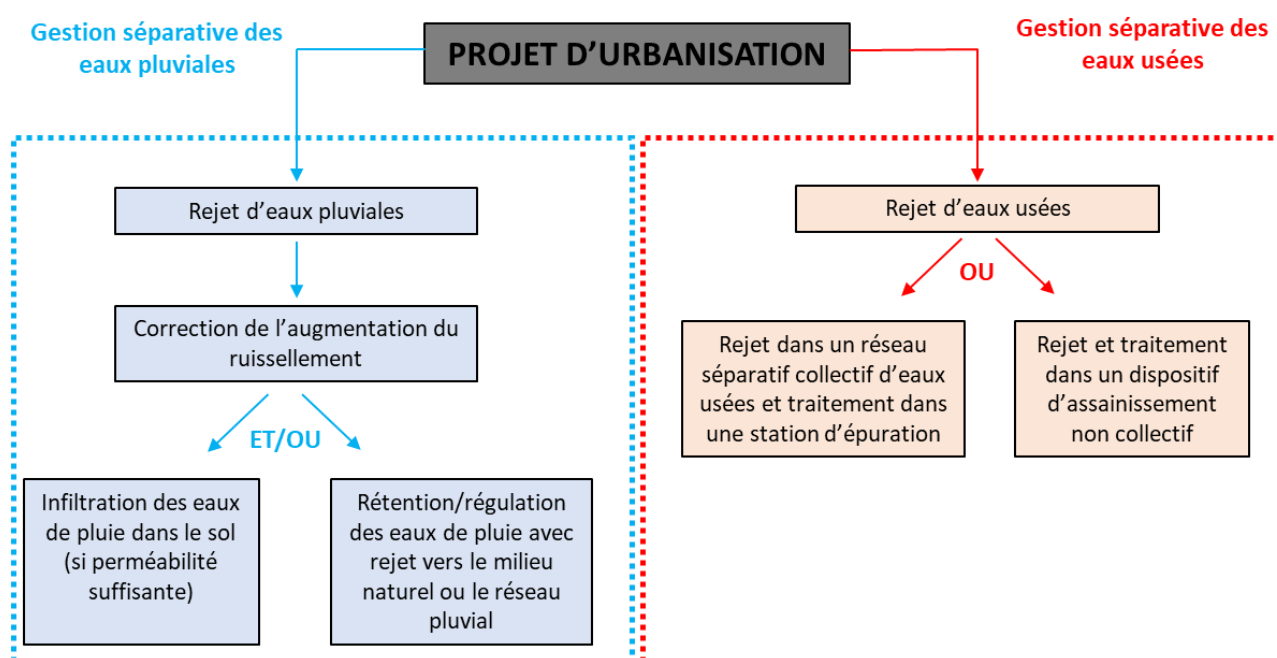 Gestion séparative des
eaux pluviales
PROJET D'URBANISATION
Gestion séparative des
eaux usées
Rejet d'eaux pluviales
Correction de l'augmentation du
ruissellement
ET/OU
Infiltration des eaux
de pluie dans le sol
(si perméabilité
suffisante)
Rétention/régulation
des eaux de pluie avec
rejet vers le milieu
naturel ou le réseau
pluvial
Rejet d'eaux usées
OU
Rejet dans un réseau
séparatif collectif d'eaux
usées et traitement dans
une station d'épuration
Rejet et traitement
dans un dispositif
d'assainissement
non collectif